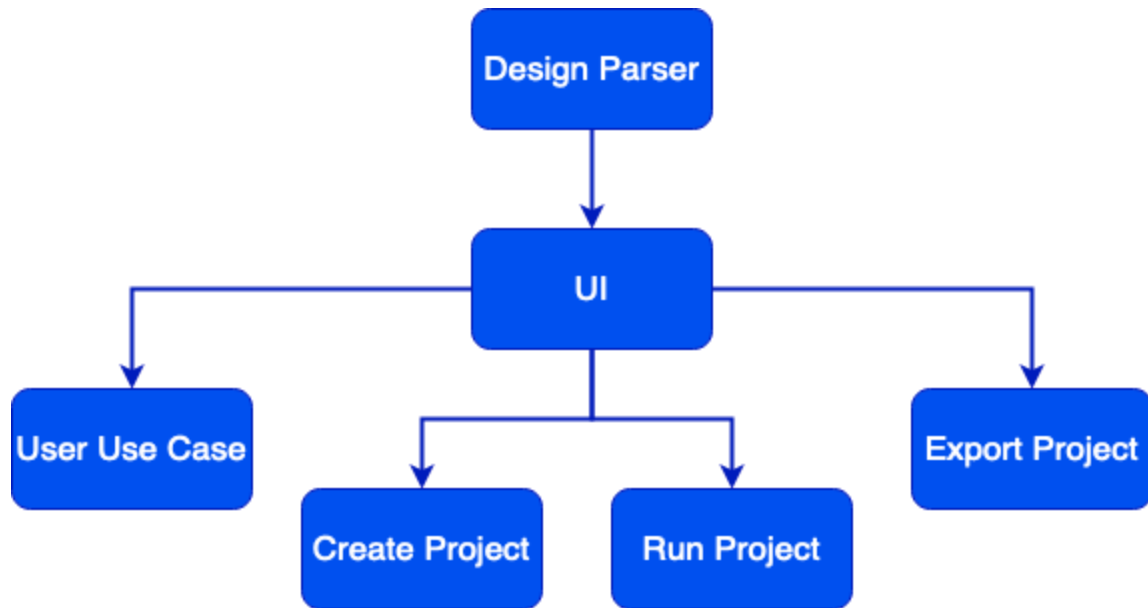 Design Parser
UI
User Use Case
Export Project
Create Project
Run Project